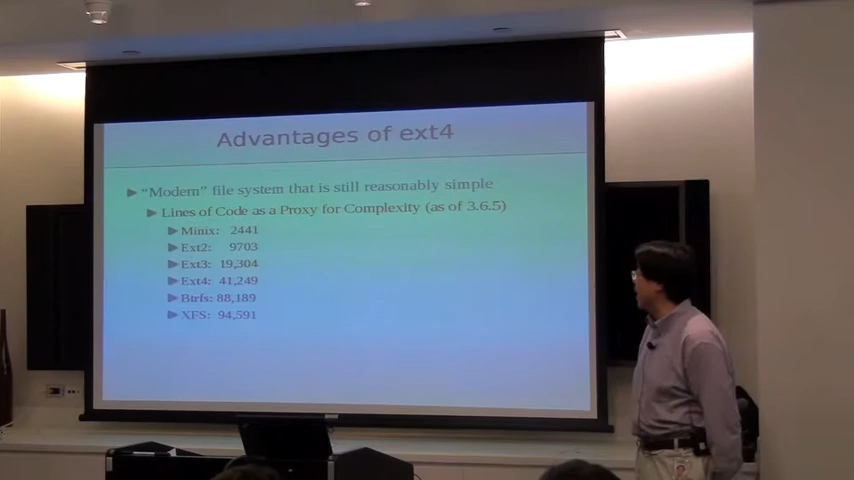 Advantages of ext4
"Modern" file system that is still reasonably simple
Lines of Code as a Proxy for Complexity (as of 3.6.5)
Minix: 2441
Ext2: 9703
Ext3: 19,304
Ext4: 41,249
Btrfs: 88,189
XFS: 94,591